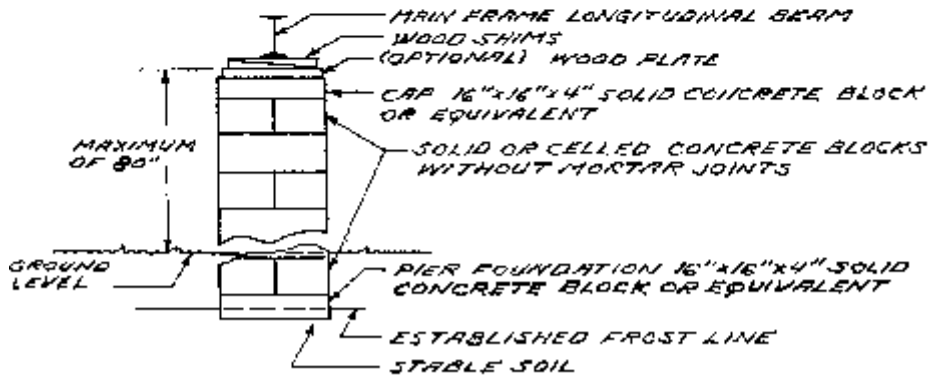 MAIN FRAME LONGITUDINAL BEAM
WOOD SHIMS
(OPTIONAL) WOOD PLATE
CAP 16"x16"x4" SOLID CONCRETE BLOCK
OR EQUIVALENT
MAXIMUM
OF 80"
SOLID OR CELLED CONCRETE BLOCKS
WITHOUT MORTAR JOINTS
GROUND
LEVEL
PIER FOUNDATION 16"x16"x4" SOLID
CONCRETE BLOCK OR EQUIVALENT
ESTABLISHED FROST LINE
STABLE SOIL